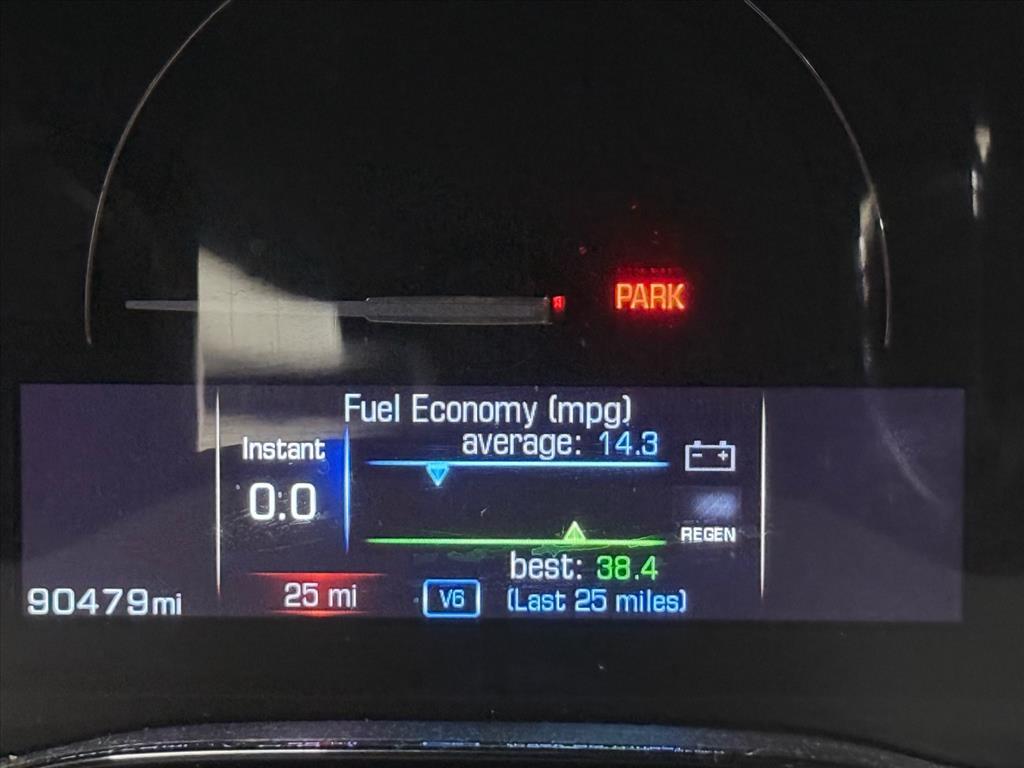 PARK
Fuel Economy (mpg)
average: 14.3
Instant
0.0
REGEN
best: 38.4
90479mi
25 mi
V6
(Last 25 miles)